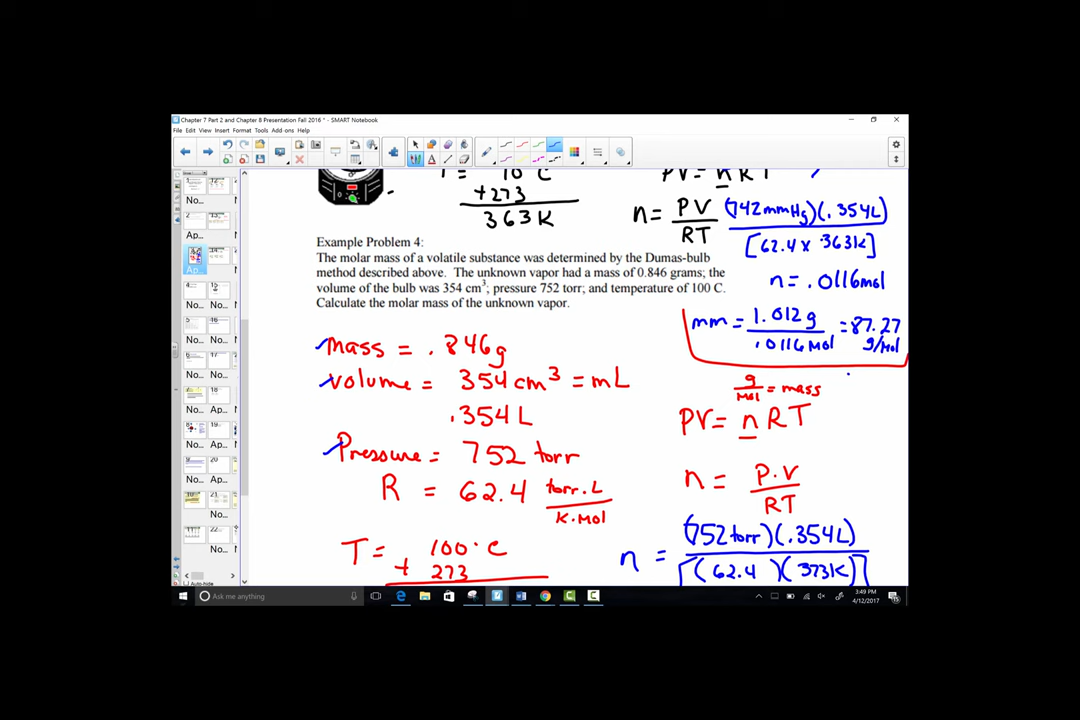 Chapter 7 Part 2 and Chapter 8 Presentation Fall 2016 * - SMART Notebook
File Edit View Insert Format Tools Add-ons Help
T = 10°C
+273
363K
PV = nRT
n = PV / RT
(742mmHg)(.354L)
[62.4 x 363K]
n = .0116mol
mm = 1.012g / .0116Mol = 87.27 g/Mol
Example Problem 4:
The molar mass of a volatile substance was determined by the Dumas-bulb
method described above. The unknown vapor had a mass of 0.846 grams; the
volume of the bulb was 354 cm³; pressure 752 torr; and temperature of 100 C.
Calculate the molar mass of the unknown vapor.
mass = .846g
volume = 354 cm³ = mL
.354L
Pressure = 752 torr
R = 62.4 torr·L / K·Mol
T = 100°C
+ 273
g/Mol = mass
PV = nRT
n = P·V / RT
n = (752torr)(.354L)
[(62.4)(373K)]
Auto-hide
Ask me anything
3:49 PM
4/12/2017